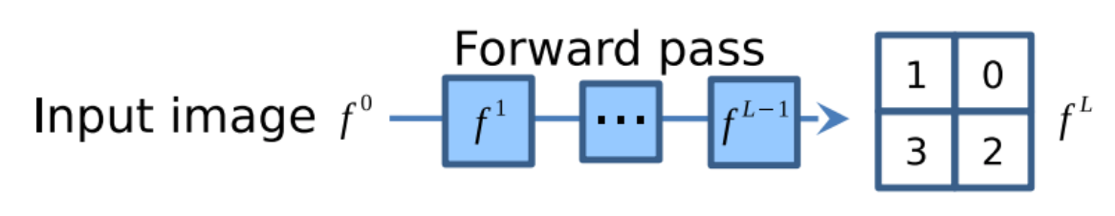 Forward pass
Input image f^0 f^1 ... f^{L-1} f^L
1 0
3 2